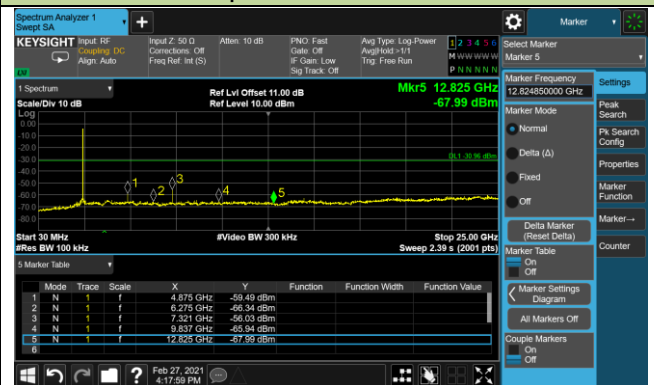 Spectrum Analyzer 1
Swept SA
Marker
KEYSIGHT
Input: RF
Coupling: DC
Align: Auto
Input Z: 50 Ω
Corrections: Off
Freq Ref: Int (S)
Atten: 10 dB
PNO: Fast
Gate: Off
IF Gain: Low
Sig Track: Off
Avg Type: Log-Power
Avg|Hold:>1/1
Trig: Free Run
1 2 3 4 5 6
M W W W W W
P N N N N N
LXI
Select Marker
Marker 5
1 Spectrum
Scale/Div 10 dB
Ref Lvl Offset 11.00 dB
Ref Level 10.00 dBm
Mkr5 12.825 GHz
-67.99 dBm
Log
0.00
-10.0
-20.0
-30.0
-40.0
-50.0
-60.0
-70.0
-80.0
DL1 -30.96 dBm
1
2
3
4
5
Start 30 MHz
#Res BW 100 kHz
#Video BW 300 kHz
Stop 25.00 GHz
Sweep 2.39 s (2001 pts)
5 Marker Table
Mode Trace Scale X Y Function Function Width Function Value
1 N 1 f 4.875 GHz -59.49 dBm
2 N 1 f 6.275 GHz -66.34 dBm
3 N 1 f 7.321 GHz -56.03 dBm
4 N 1 f 9.837 GHz -65.94 dBm
5 N 1 f 12.825 GHz -67.99 dBm
6
Marker Frequency
12.824850000 GHz
Marker Mode
Normal
Delta (Δ)
Fixed
Off
Delta Marker
(Reset Delta)
Marker Table
On
Off
Marker Settings
Diagram
All Markers Off
Couple Markers
On
Off
Settings
Peak
Search
Pk Search
Config
Properties
Marker
Function
Marker→
Counter
?
Feb 27, 2021
4:17:59 PM